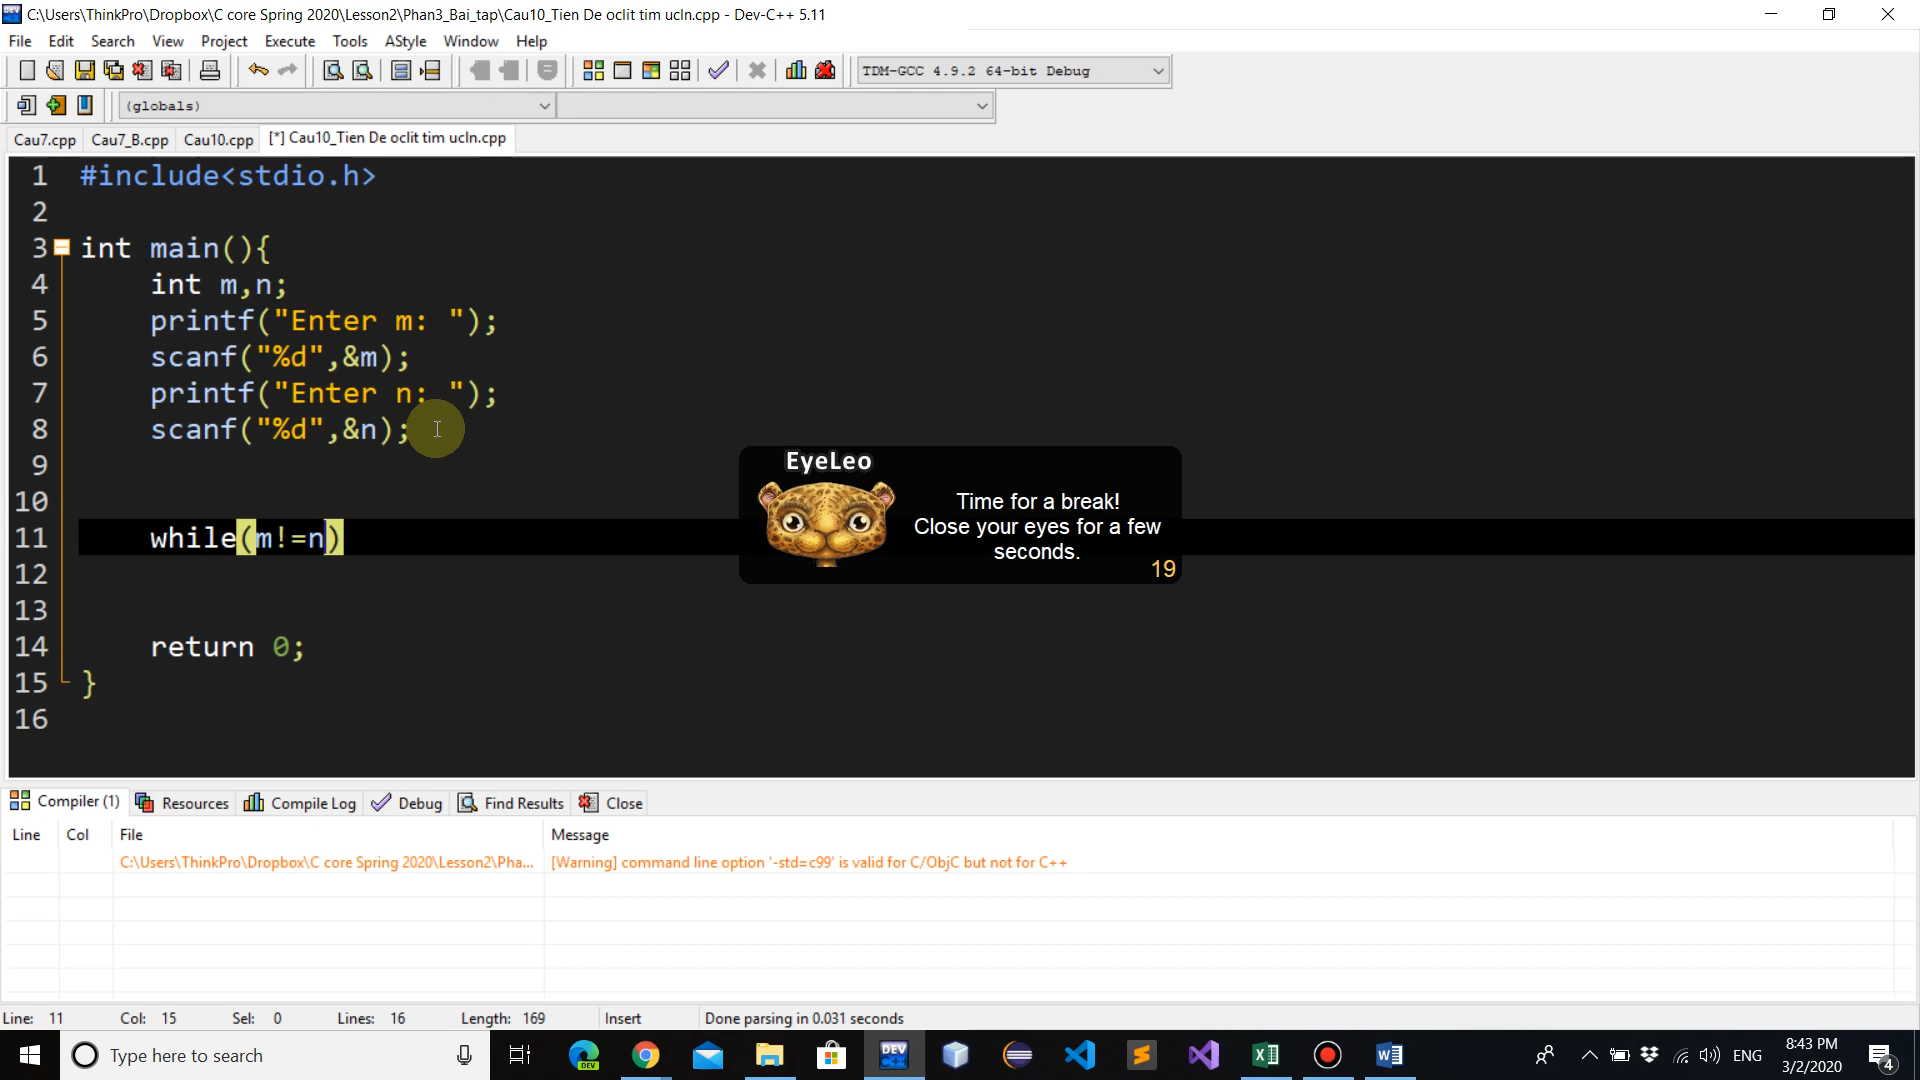 C:\Users\ThinkPro\Dropbox\C core Spring 2020\Lesson2\Phan3_Bai_tap\Cau10_Tien De oclit tim ucln.cpp - Dev-C++ 5.11
File Edit Search View Project Execute Tools AStyle Window Help
TDM-GCC 4.9.2 64-bit Debug
(globals)
Cau7.cpp Cau7_B.cpp Cau10.cpp [*] Cau10_Tien De oclit tim ucln.cpp
1 #include<stdio.h>
2
3 int main(){
4 int m,n;
5 printf("Enter m: ");
6 scanf("%d",&m);
7 printf("Enter n: ");
8 scanf("%d",&n);
9
10
11 while(m!=n)
12
13
14 return 0;
15 }
16
EyeLeo
Time for a break!
Close your eyes for a few
seconds.
19
Compiler (1) Resources Compile Log Debug Find Results Close
Line Col File Message
C:\Users\ThinkPro\Dropbox\C core Spring 2020\Lesson2\Pha... [Warning] command line option '-std=c99' is valid for C/ObjC but not for C++
Line: 11 Col: 15 Sel: 0 Lines: 16 Length: 169 Insert Done parsing in 0.031 seconds
Type here to search
DEV
DEV
ENG
8:43 PM
3/2/2020
4